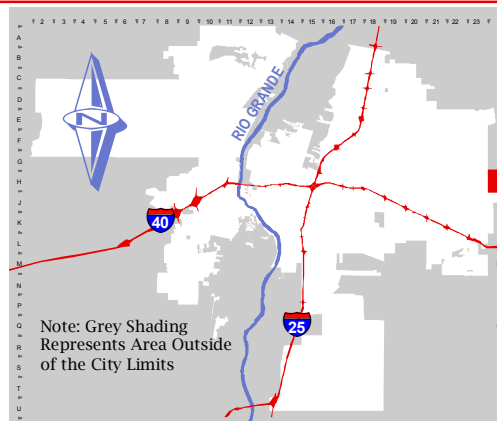 2 3 4 5 6 7 8 9 10 11 12 13 14 15 16 17 18 19 20 21 22 23
A
B
C
D
E
F
G
H
J
K
L
M
N
P
Q
R
S
T
U
N
RIO GRANDE
40
25
Note: Grey Shading
Represents Area Outside
of the City Limits